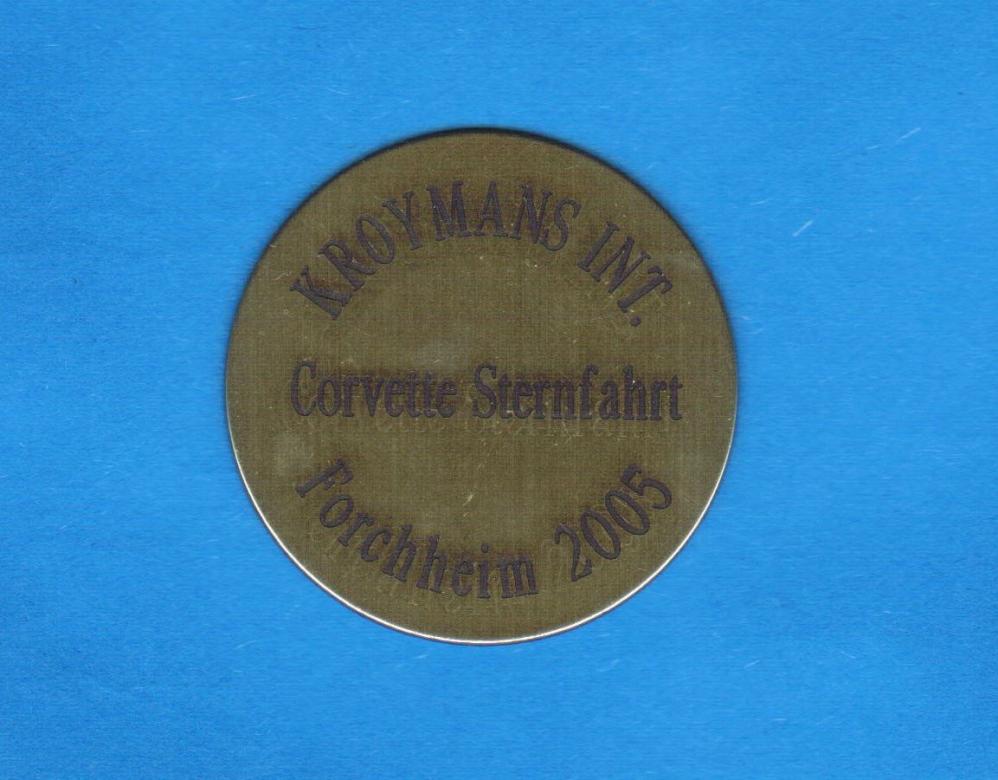 KROYMANS INT.
Corvette Sternfahrt
Forchheim 2005